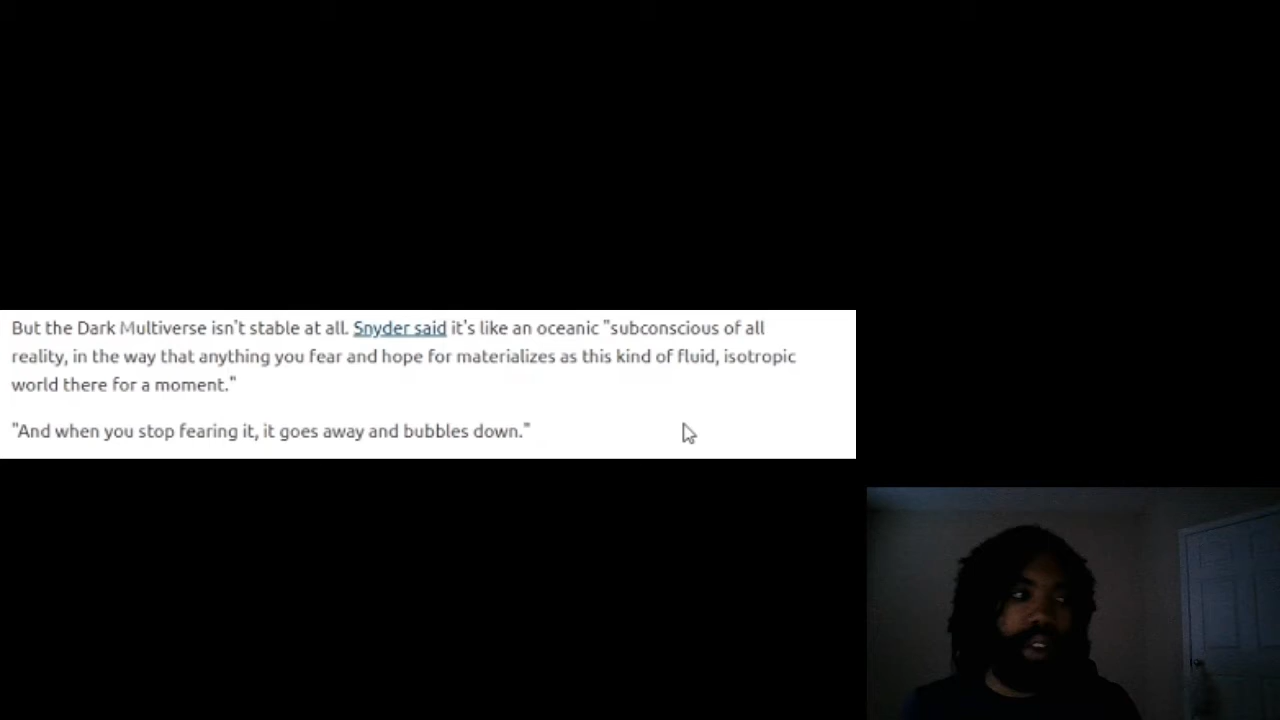 But the Dark Multiverse isn't stable at all. Snyder said it's like an oceanic "subconscious of all
reality, in the way that anything you fear and hope for materializes as this kind of fluid, isotropic
world there for a moment."
"And when you stop fearing it, it goes away and bubbles down."